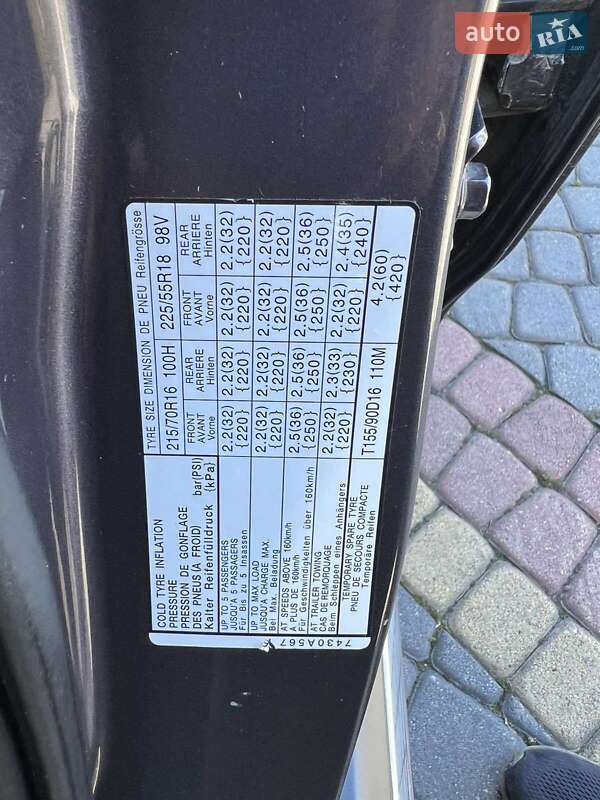 auto RIA .com
COLD TYRE INFLATION
PRESSURE
PRESSION DE GONFLAGE
DES PNEUS (A FROID) bar(PSI)
Kalter Reifenfülldruck {kPa}
TYRE SIZE DIMENSION DE PNEU Reifengrösse
215/70R16 100H 225/55R18 98V
FRONT AVANT Vorne REAR ARRIERE Hinten FRONT AVANT Vorne REAR ARRIERE Hinten
UP TO 5 PASSENGERS
JUSQU'À 5 PASSAGERS
Für Bis zu 5 Insassen
2.2(32) 2.2(32) 2.2(32) 2.2(32)
{220} {220} {220} {220}
UP TO MAX LOAD
JUSQU'A CHARGE MAX.
Bei Max. Beladung
2.2(32) 2.2(32) 2.2(32) 2.2(32)
{220} {220} {220} {220}
AT SPEEDS ABOVE 160km/h
À PLUS DE 160km/h
Für Geschwindigkeiten über 160km/h
2.5(36) 2.5(36) 2.5(36) 2.5(36)
{250} {250} {250} {250}
AT TRAILER TOWING
CAS DE REMORQUAGE
Beim Schleppen eines Anhängers
2.2(32) 2.3(33) 2.2(32) 2.4(35)
{220} {230} {220} {240}
TEMPORARY SPARE TYRE
PNEU DE SECOURS COMPACTE
Temporäre Reifen
T155/90D16 110M
4.2(60)
{420}
7430A567